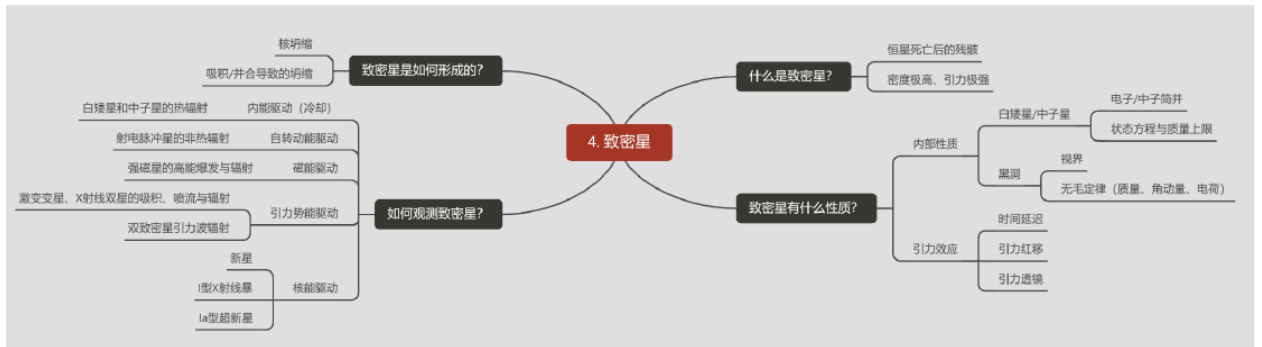 4. 致密星
什么是致密星?
恒星死亡后的残骸
密度极高、引力极强
致密星有什么性质?
内部性质
白矮星/中子星
电子/中子简并
状态方程与质量上限
黑洞
视界
无毛定律（质量、角动量、电荷）
引力效应
时间延迟
引力红移
引力透镜
致密星是如何形成的?
核坍缩
吸积/并合导致的坍缩
如何观测致密星?
内能驱动（冷却）
白矮星和中子星的热辐射
自转动能驱动
射电脉冲星的非热辐射
磁能驱动
强磁星的高能爆发与辐射
引力势能驱动
激变变星、X射线双星的吸积、喷流与辐射
双致密星引力波辐射
核能驱动
新星
I型X射线暴
Ia型超新星